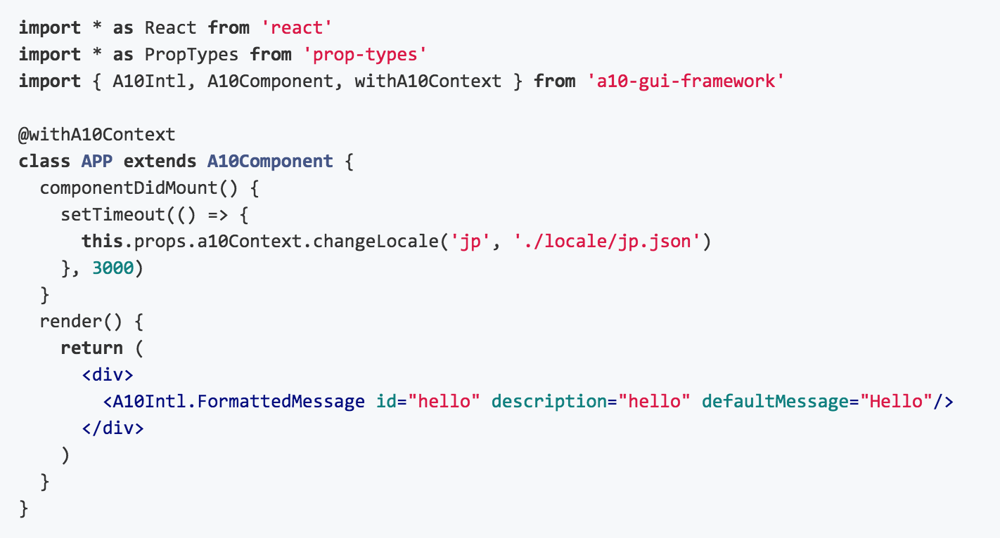 import * as React from 'react'
import * as PropTypes from 'prop-types'
import { A10Intl, A10Component, withA10Context } from 'a10-gui-framework'

@withA10Context
class APP extends A10Component {
  componentDidMount() {
    setTimeout(() => {
      this.props.a10Context.changeLocale('jp', './locale/jp.json')
    }, 3000)
  }
  render() {
    return (
      <div>
        <A10Intl.FormattedMessage id="hello" description="hello" defaultMessage="Hello"/>
      </div>
    )
  }
}